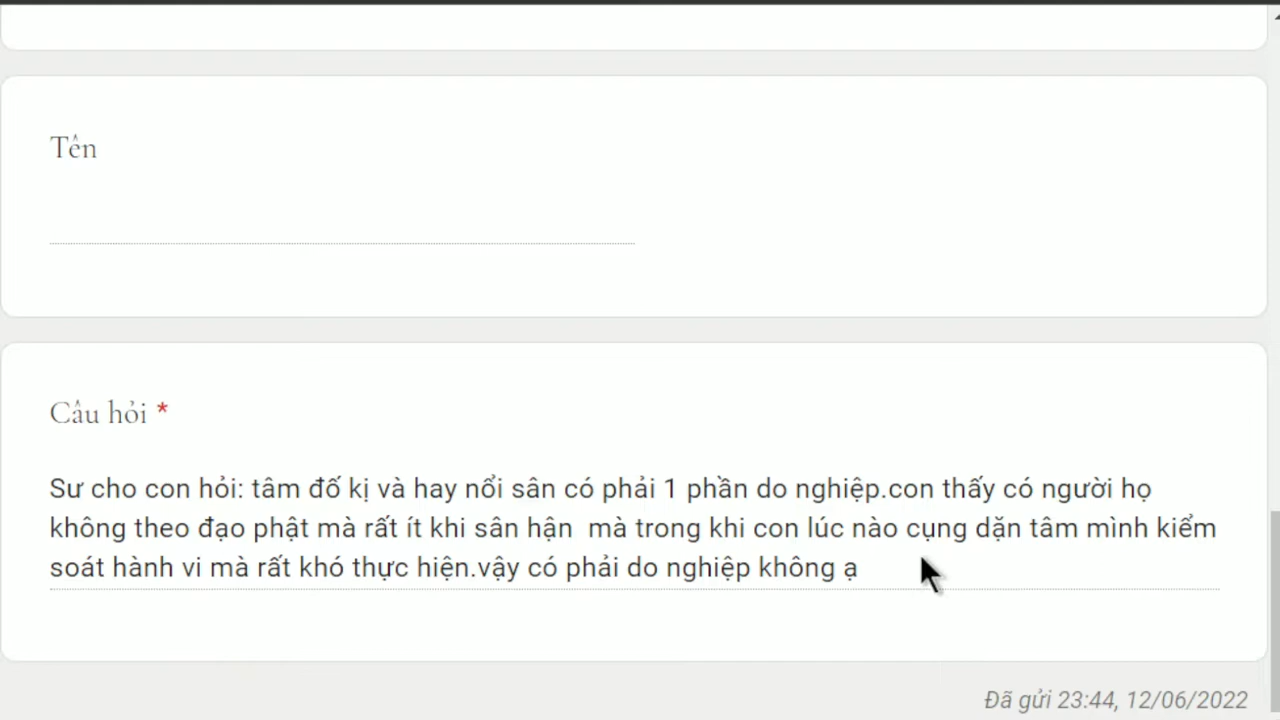 Tên
Câu hỏi *
Sư cho con hỏi: tâm đố kị và hay nổi sân có phải 1 phần do nghiệp.con thấy có người họ
không theo đạo phật mà rất ít khi sân hận  mà trong khi con lúc nào cụng dặn tâm mình kiểm
soát hành vi mà rất khó thực hiện.vậy có phải do nghiệp không ạ
Đã gửi 23:44, 12/06/2022